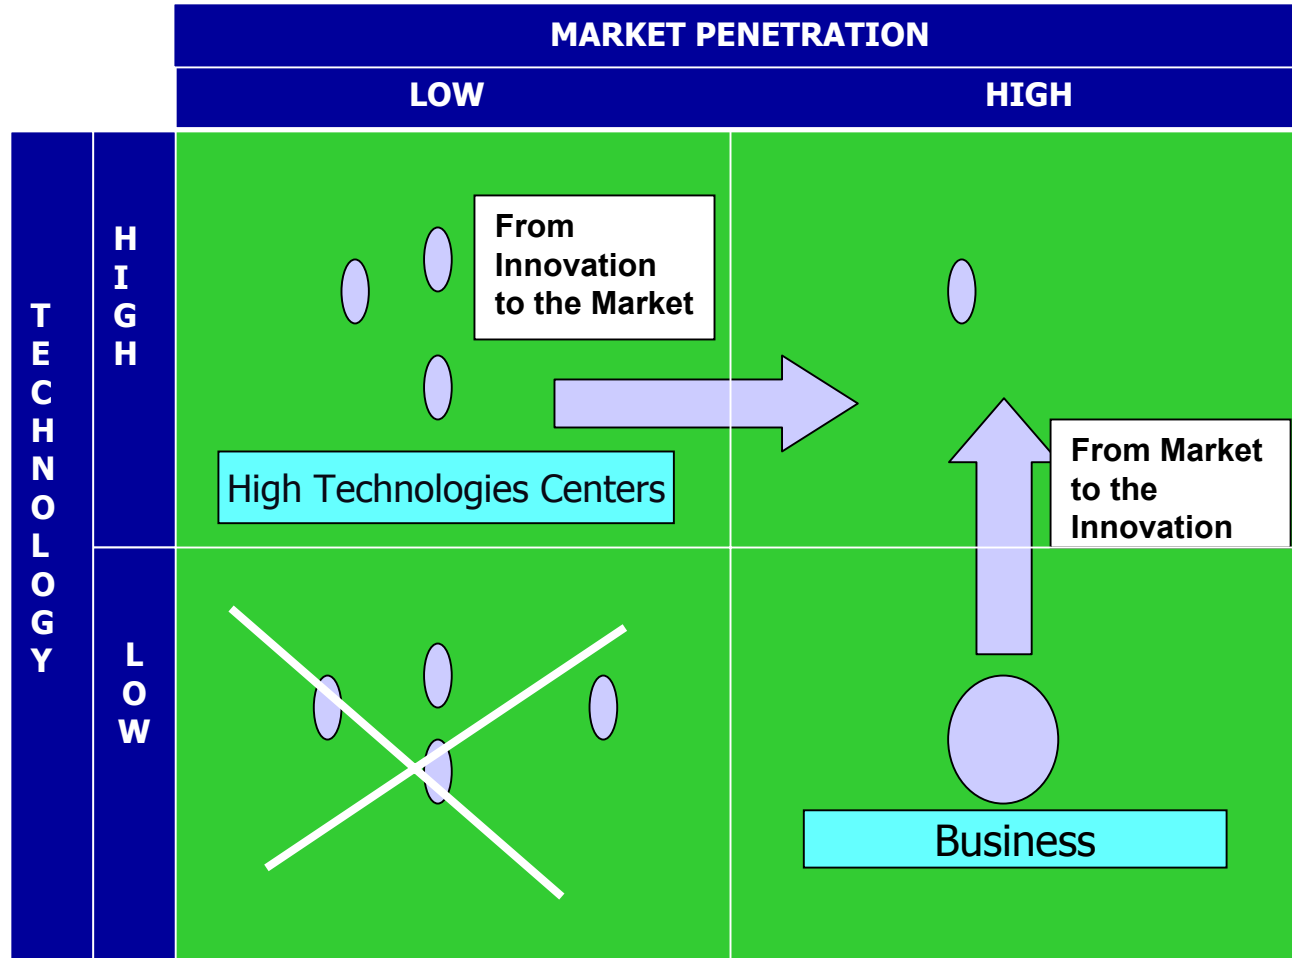 MARKET PENETRATION
LOW
HIGH
TECHNOLOGY
HIGH
From
Innovation
to the Market
High Technologies Centers
From Market
to the
Innovation
LOW
Business